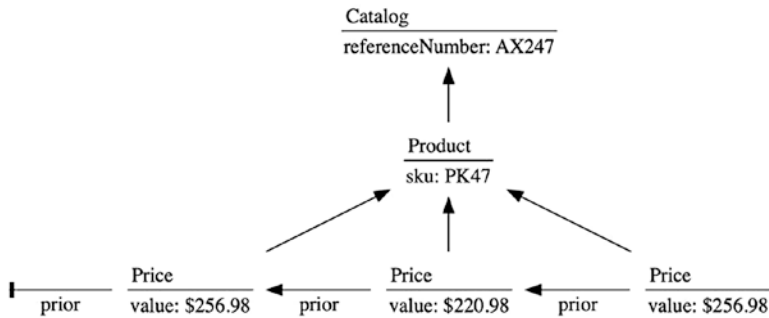 Catalog
referenceNumber: AX247
Product
sku: PK47
Price
value: $256.98
Price
value: $220.98
Price
value: $256.98
prior
prior
prior